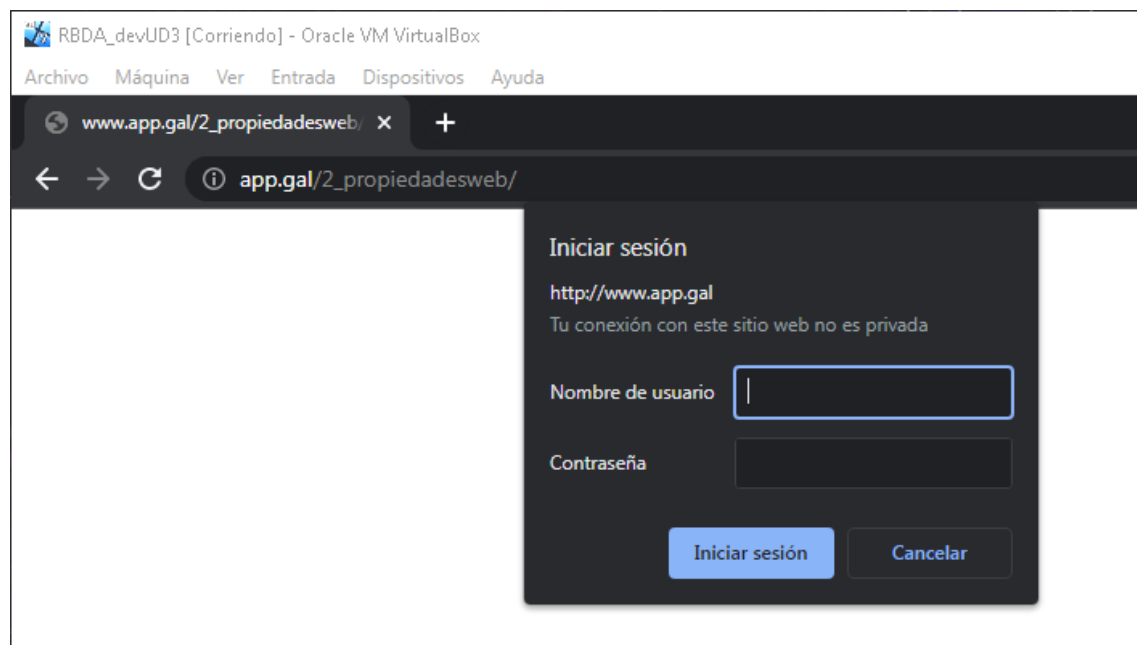 RBDA_devUD3 [Corriendo] - Oracle VM VirtualBox
Archivo Máquina Ver Entrada Dispositivos Ayuda
www.app.gal/2_propiedadesweb/
app.gal/2_propiedadesweb/
Iniciar sesión
http://www.app.gal
Tu conexión con este sitio web no es privada
Nombre de usuario
Contraseña
Iniciar sesión Cancelar